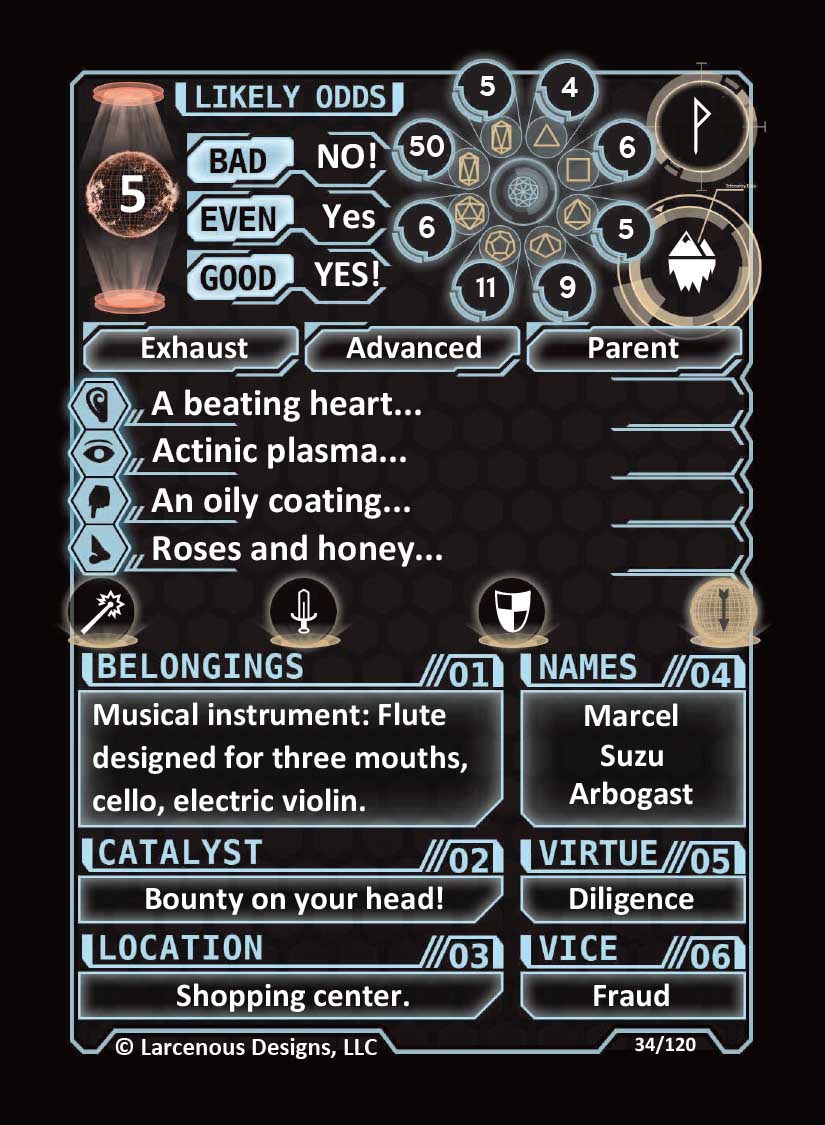 LIKELY ODDS
5
BAD NO!
EVEN Yes
GOOD YES!
5
4
50
6
6
5
11
9
Exhaust Advanced Parent
A beating heart...
Actinic plasma...
An oily coating...
Roses and honey...
BELONGINGS ///01
Musical instrument: Flute
designed for three mouths,
cello, electric violin.
NAMES ///04
Marcel
Suzu
Arbogast
CATALYST ///02
Bounty on your head!
VIRTUE ///05
Diligence
LOCATION ///03
Shopping center.
VICE ///06
Fraud
© Larcenous Designs, LLC
34/120